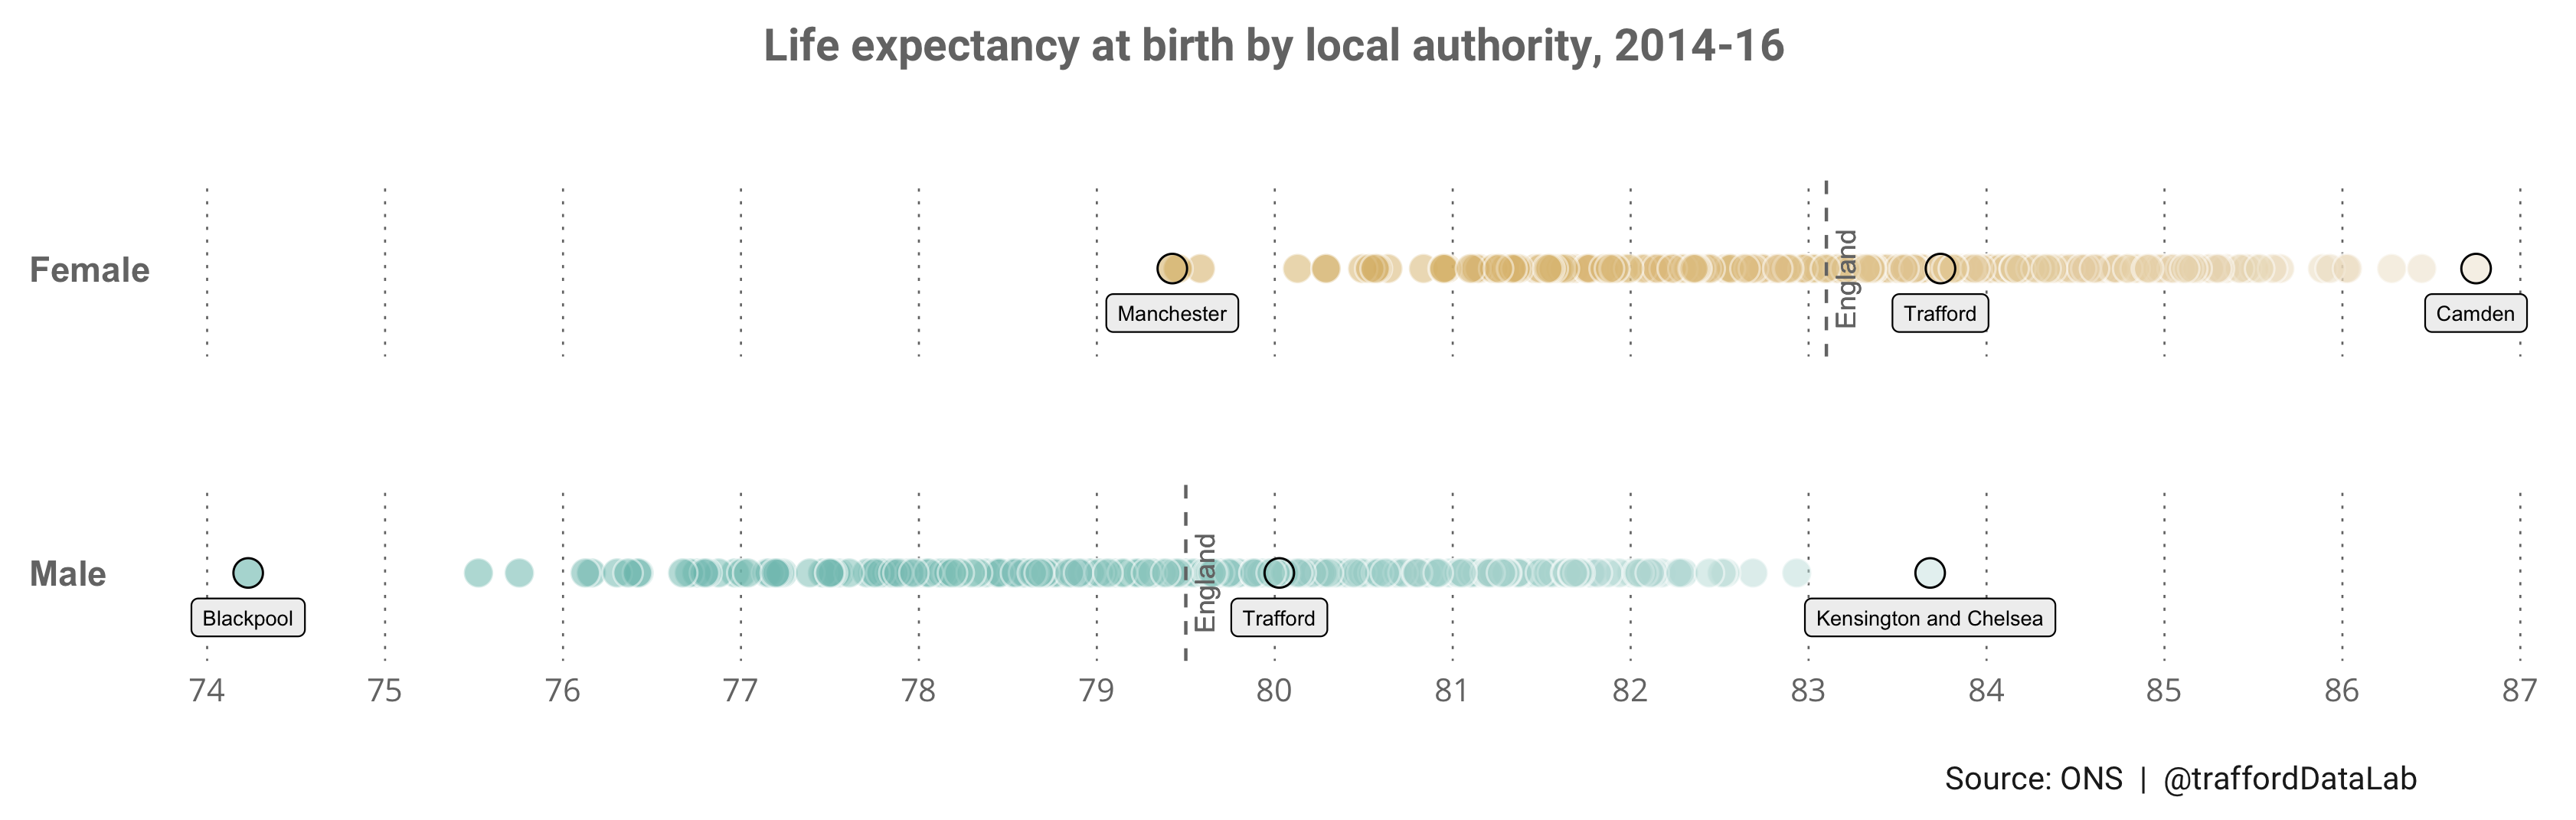 Life expectancy at birth by local authority, 2014-16
Female
England
Manchester
Trafford
Camden
Male
England
Blackpool
Trafford
Kensington and Chelsea
74 75 76 77 78 79 80 81 82 83 84 85 86 87
Source: ONS | @traffordDataLab